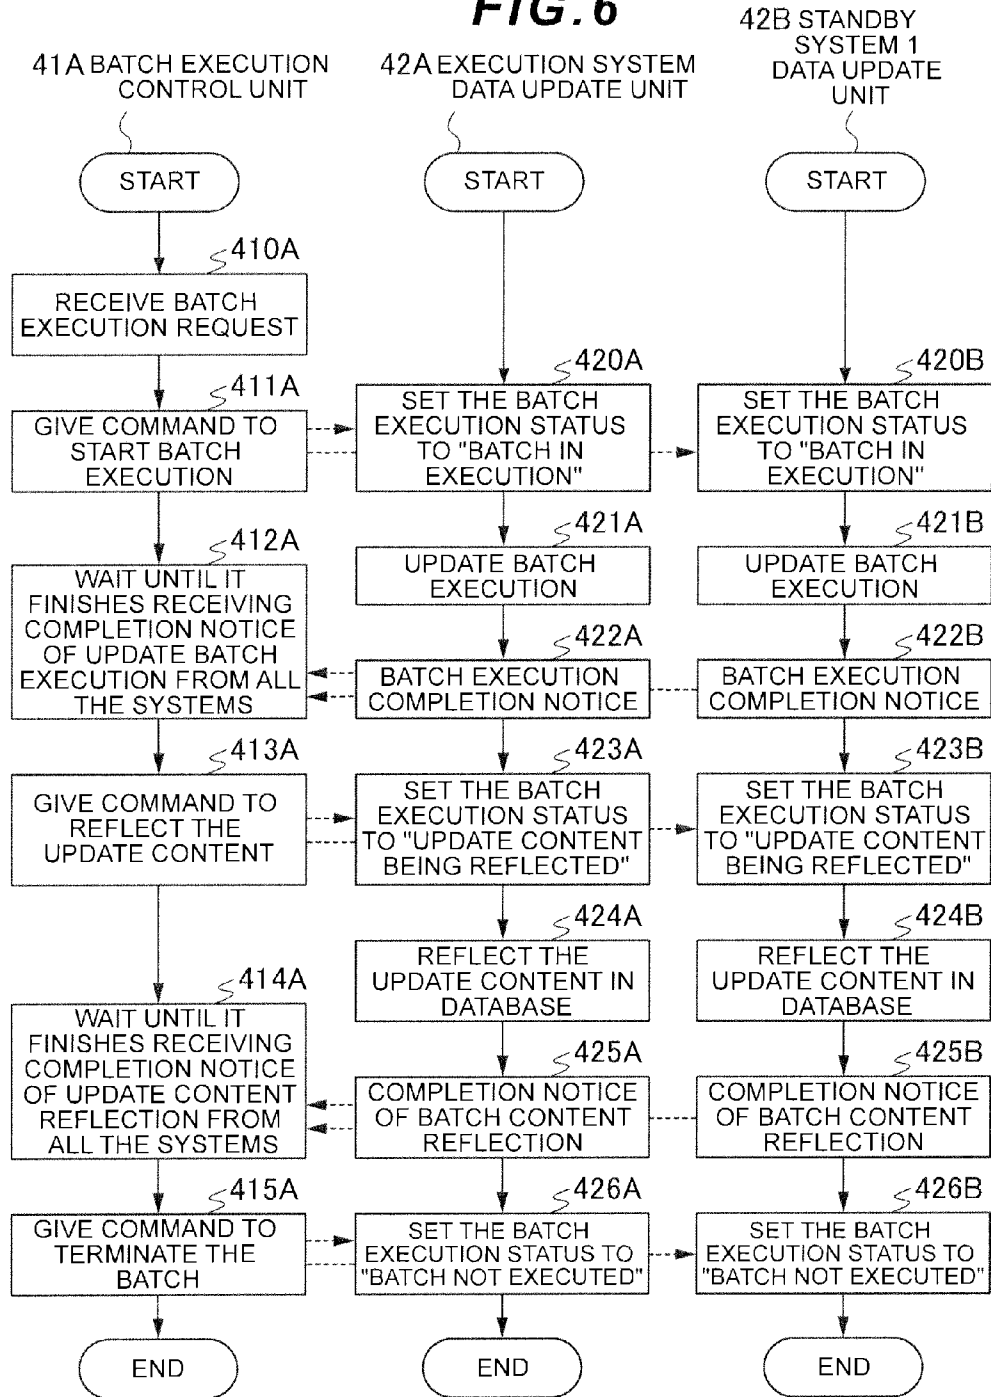 FIG. 6
41A BATCH EXECUTION
CONTROL UNIT
42A EXECUTION SYSTEM
DATA UPDATE UNIT
42B STANDBY
SYSTEM 1
DATA UPDATE
UNIT
START
START
START
410A
RECEIVE BATCH
EXECUTION REQUEST
411A
GIVE COMMAND TO
START BATCH
EXECUTION
420A
SET THE BATCH
EXECUTION STATUS
TO "BATCH IN
EXECUTION"
420B
SET THE BATCH
EXECUTION STATUS
TO "BATCH IN
EXECUTION"
412A
WAIT UNTIL IT
FINISHES RECEIVING
COMPLETION NOTICE
OF UPDATE BATCH
EXECUTION FROM ALL
THE SYSTEMS
421A
UPDATE BATCH
EXECUTION
421B
UPDATE BATCH
EXECUTION
422A
BATCH EXECUTION
COMPLETION NOTICE
422B
BATCH EXECUTION
COMPLETION NOTICE
413A
GIVE COMMAND TO
REFLECT THE
UPDATE CONTENT
423A
SET THE BATCH
EXECUTION STATUS
TO "UPDATE CONTENT
BEING REFLECTED"
423B
SET THE BATCH
EXECUTION STATUS
TO "UPDATE CONTENT
BEING REFLECTED"
424A
REFLECT THE
UPDATE CONTENT IN
DATABASE
424B
REFLECT THE
UPDATE CONTENT IN
DATABASE
414A
WAIT UNTIL IT
FINISHES RECEIVING
COMPLETION NOTICE
OF UPDATE CONTENT
REFLECTION FROM
ALL THE SYSTEMS
425A
COMPLETION NOTICE
OF BATCH CONTENT
REFLECTION
425B
COMPLETION NOTICE
OF BATCH CONTENT
REFLECTION
415A
GIVE COMMAND TO
TERMINATE THE
BATCH
426A
SET THE BATCH
EXECUTION STATUS TO
"BATCH NOT EXECUTED"
426B
SET THE BATCH
EXECUTION STATUS TO
"BATCH NOT EXECUTED"
END
END
END